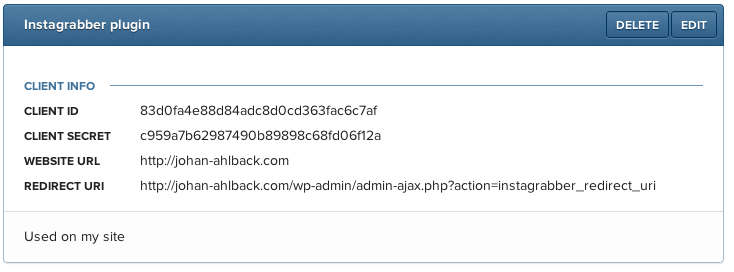 Instagrabber plugin DELETE EDIT
CLIENT INFO
CLIENT ID 83d0fa4e88d84adc8d0cd363fac6c7af
CLIENT SECRET c959a7b62987490b89898c68fd06f12a
WEBSITE URL http://johan-ahlback.com
REDIRECT URI http://johan-ahlback.com/wp-admin/admin-ajax.php?action=instagrabber_redirect_uri
Used on my site